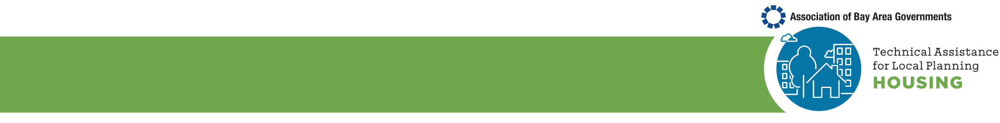 Association of Bay Area Governments
Technical Assistance
for Local Planning
HOUSING